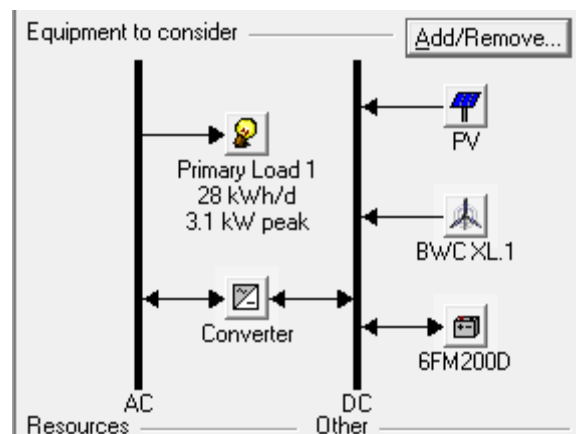 Equipment to consider
Add/Remove...
Primary Load 1
28 kWh/d
3.1 kW peak
PV
BWC XL.1
Converter
6FM200D
AC
DC
Resources
Other